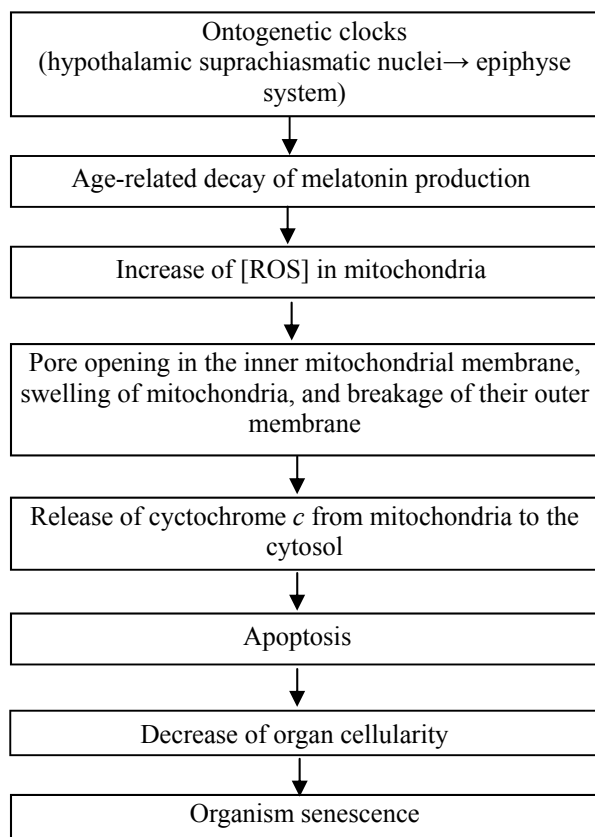 Ontogenetic clocks
(hypothalamic suprachiasmatic nuclei→ epiphyse
system)
Age-related decay of melatonin production
Increase of [ROS] in mitochondria
Pore opening in the inner mitochondrial membrane,
swelling of mitochondria, and breakage of their outer
membrane
Release of cyctochrome c from mitochondria to the
cytosol
Apoptosis
Decrease of organ cellularity
Organism senescence